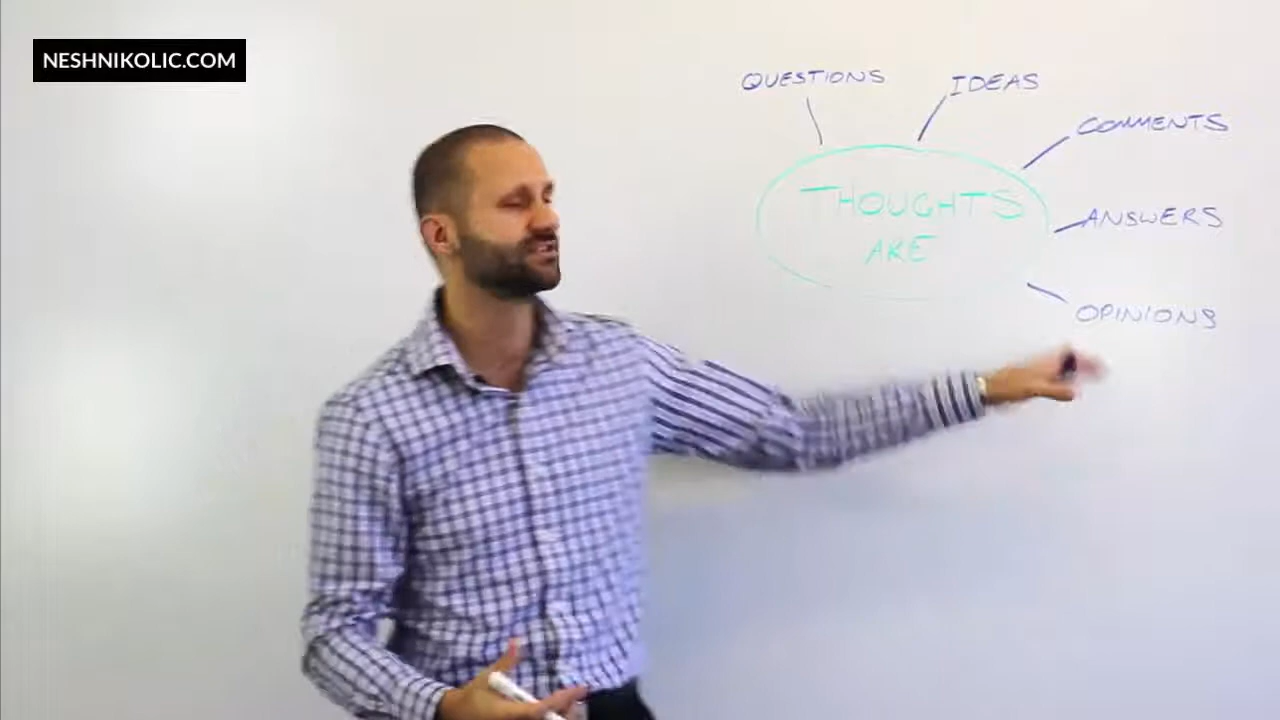 NESHNIKOLIC.COM
QUESTIONS
IDEAS
COMMENTS
THOUGHTS
ARE
ANSWERS
OPINIONS